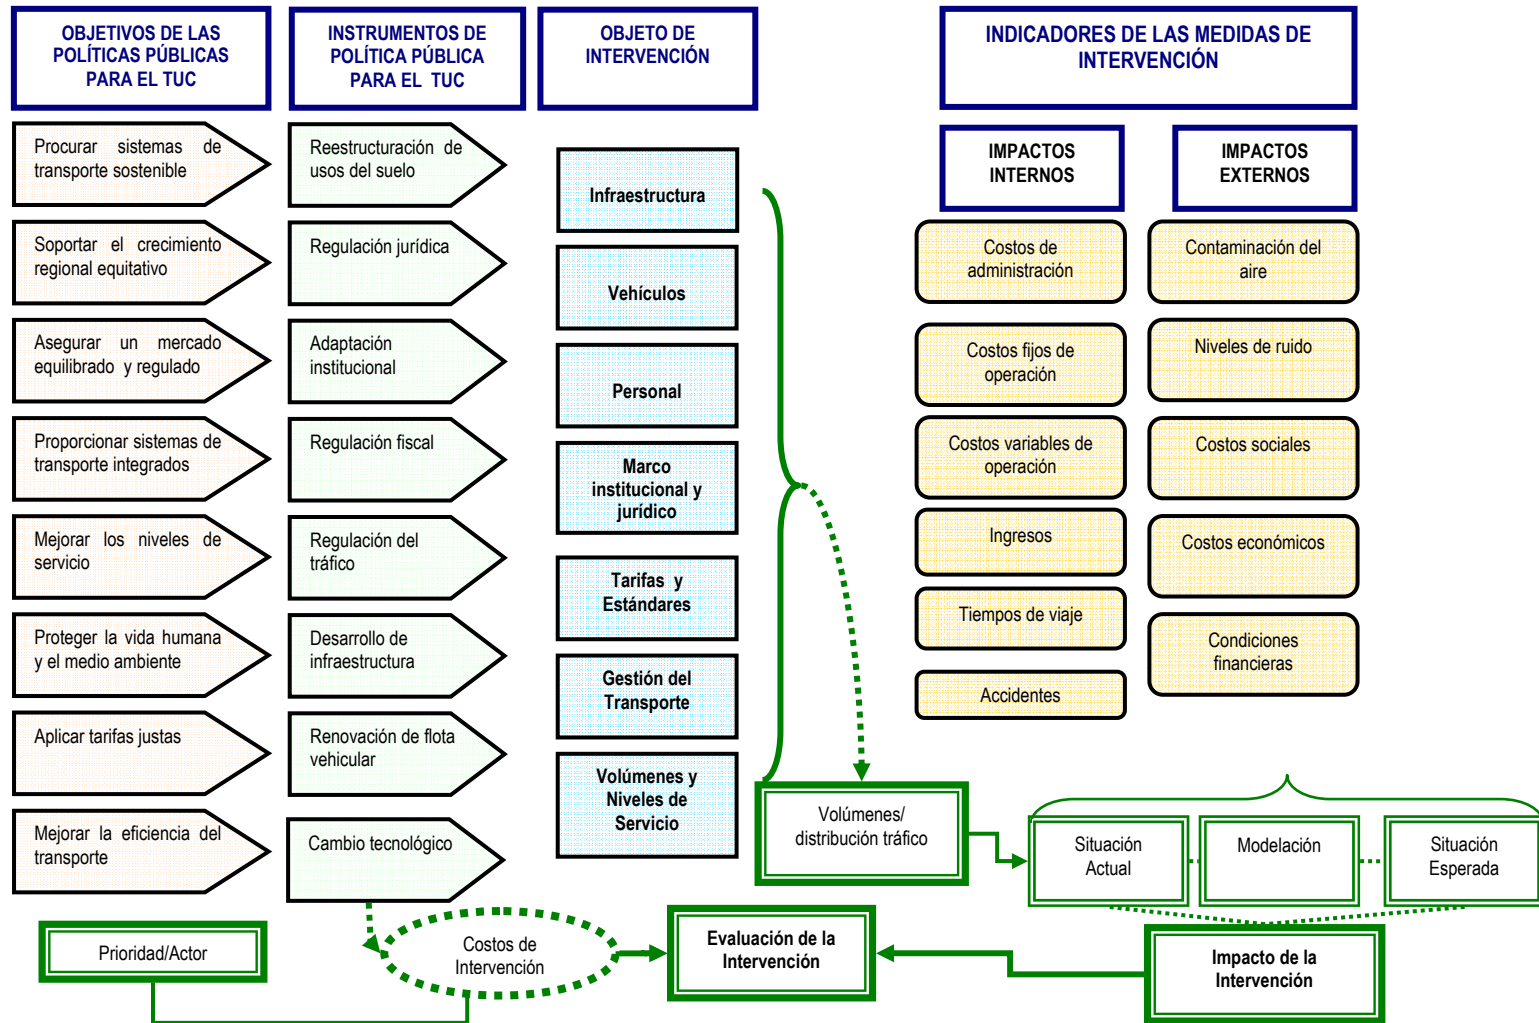 OBJETIVOS DE LAS
POLÍTICAS PÚBLICAS
PARA EL TUC
Procurar sistemas de
transporte sostenible
Soportar el crecimiento
regional equitativo
Asegurar un mercado
equilibrado y regulado
Proporcionar sistemas de
transporte integrados
Mejorar los niveles de
servicio
Proteger la vida humana
y el medio ambiente
Aplicar tarifas justas
Mejorar la eficiencia del
transporte
INSTRUMENTOS DE
POLÍTICA PÚBLICA
PARA EL TUC
Reestructuración de
usos del suelo
Regulación jurídica
Adaptación
institucional
Regulación fiscal
Regulación del
tráfico
Desarrollo de
infraestructura
Renovación de flota
vehicular
Cambio tecnológico
OBJETO DE
INTERVENCIÓN
Infraestructura
Vehículos
Personal
Marco
institucional y
jurídico
Tarifas y
Estándares
Gestión del
Transporte
Volúmenes y
Niveles de
Servicio
INDICADORES DE LAS MEDIDAS DE
INTERVENCIÓN
IMPACTOS
INTERNOS
Costos de
administración
Costos fijos de
operación
Costos variables de
operación
Ingresos
Tiempos de viaje
Accidentes
IMPACTOS
EXTERNOS
Contaminación del
aire
Niveles de ruido
Costos sociales
Costos económicos
Condiciones
financieras
Volúmenes/
distribución tráfico
Situación
Actual
Modelación
Situación
Esperada
Prioridad/Actor
Costos de
Intervención
Evaluación de la
Intervención
Impacto de la
Intervención